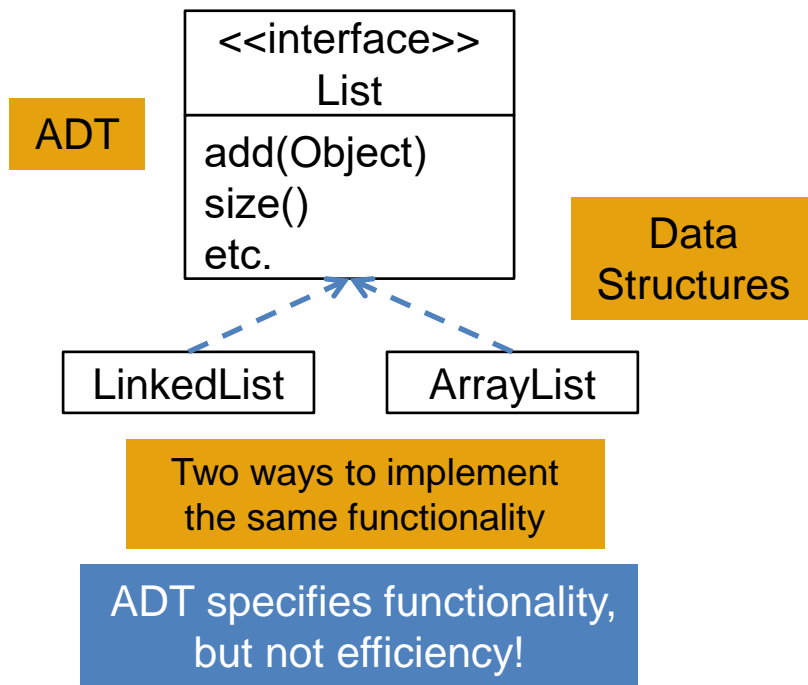 <<interface>>
List
ADT
add(Object)
size()
etc.
Data
Structures
LinkedList
ArrayList
Two ways to implement
the same functionality
ADT specifies functionality,
but not efficiency!